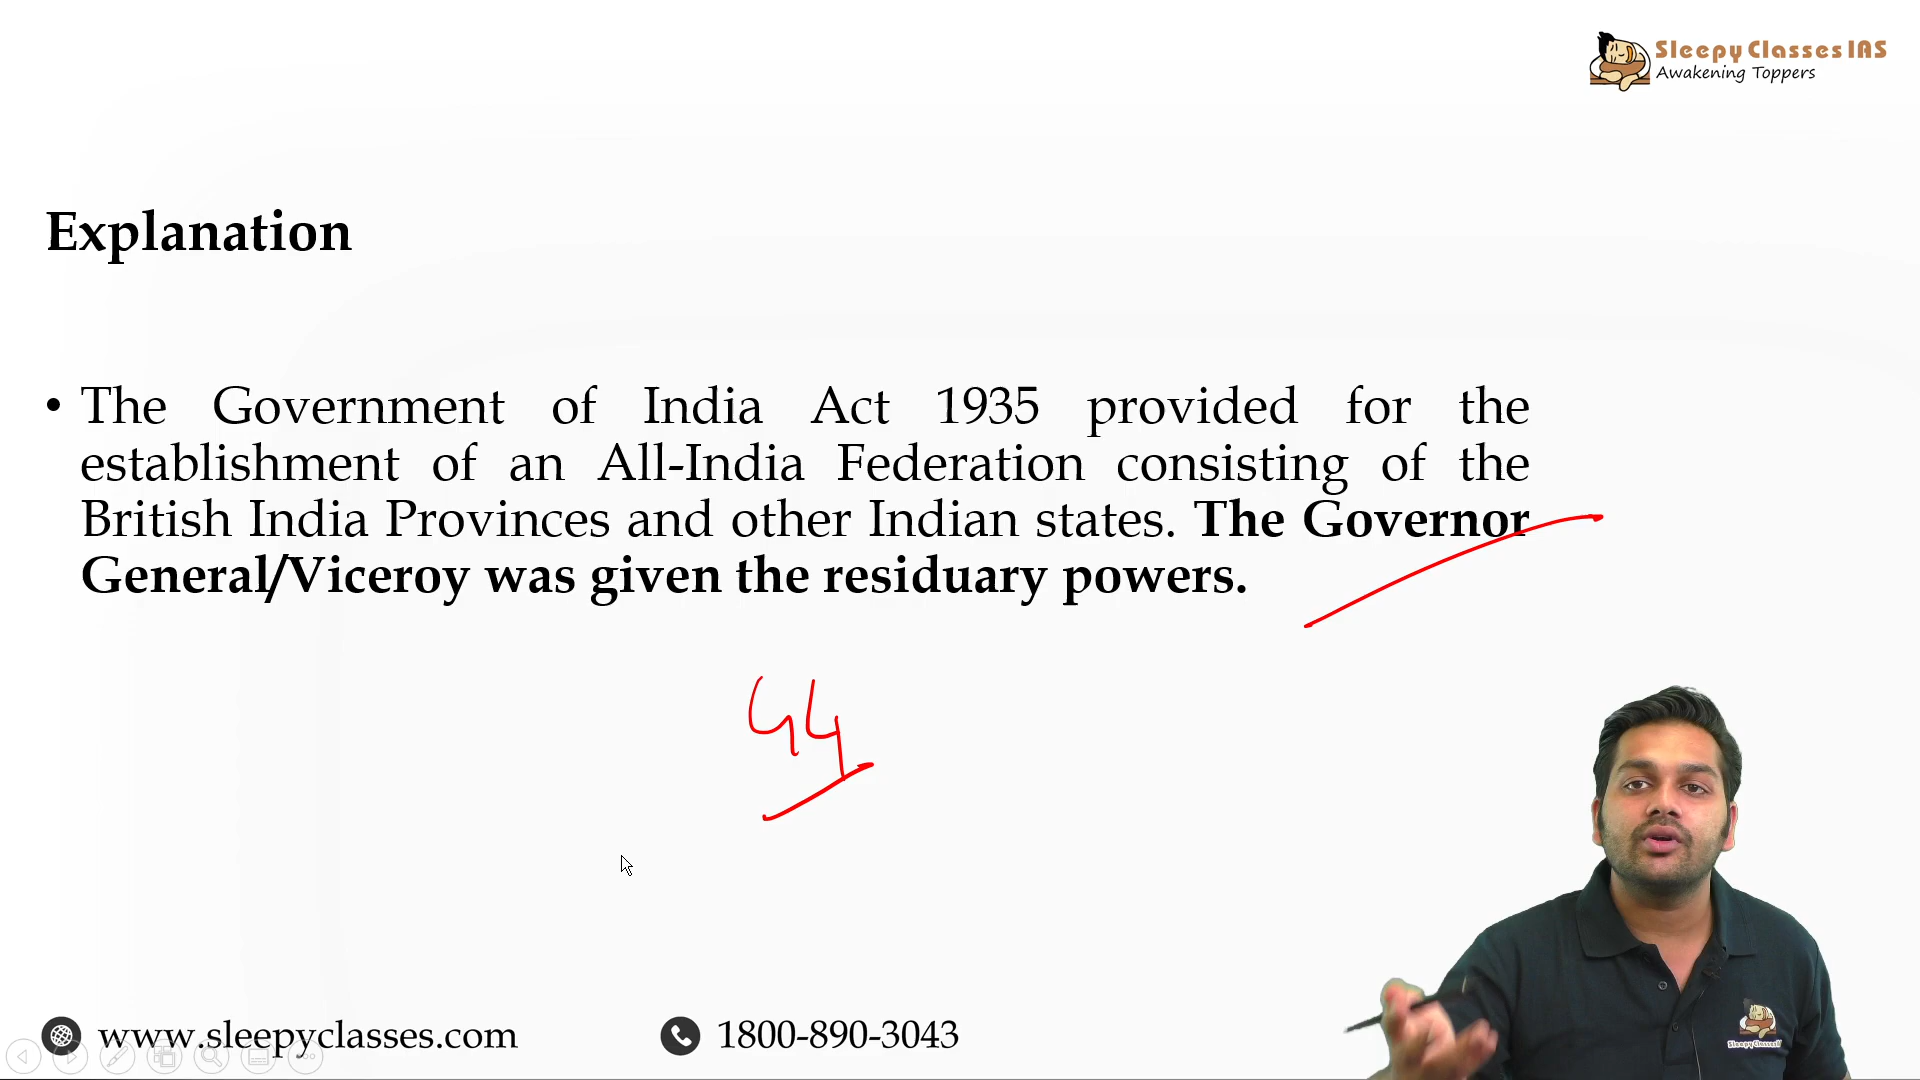 Sleepy Classes IAS
Awakening Toppers
Explanation
• The Government of India Act 1935 provided for the
establishment of an All-India Federation consisting of the
British India Provinces and other Indian states. The Governor
General/Viceroy was given the residuary powers.
44
www.sleepyclasses.com
1800-890-3043